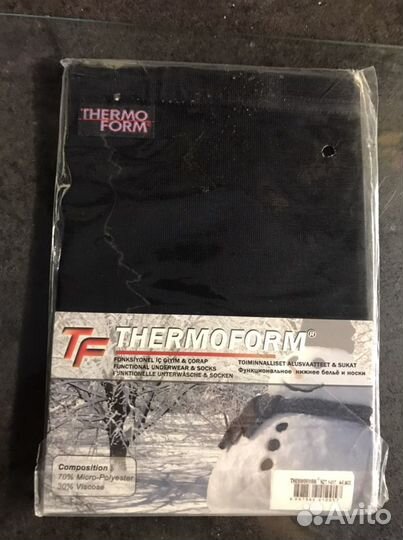 THERMO
FORM
TF THERMOFORM®
FONKSİYONEL İÇ GİYİM & ÇORAP
TOIMINNALLISET ALUSVAATTEET & SUKAT
FUNCTIONAL UNDERWEAR & SOCKS
Функциональное нижнее бельё и носки
FUNKTIONELLE UNTERWÄSCHE & SOCKEN
Composition
70% Micro-Polyester
30% Viscose
THERMOFORM
Avito